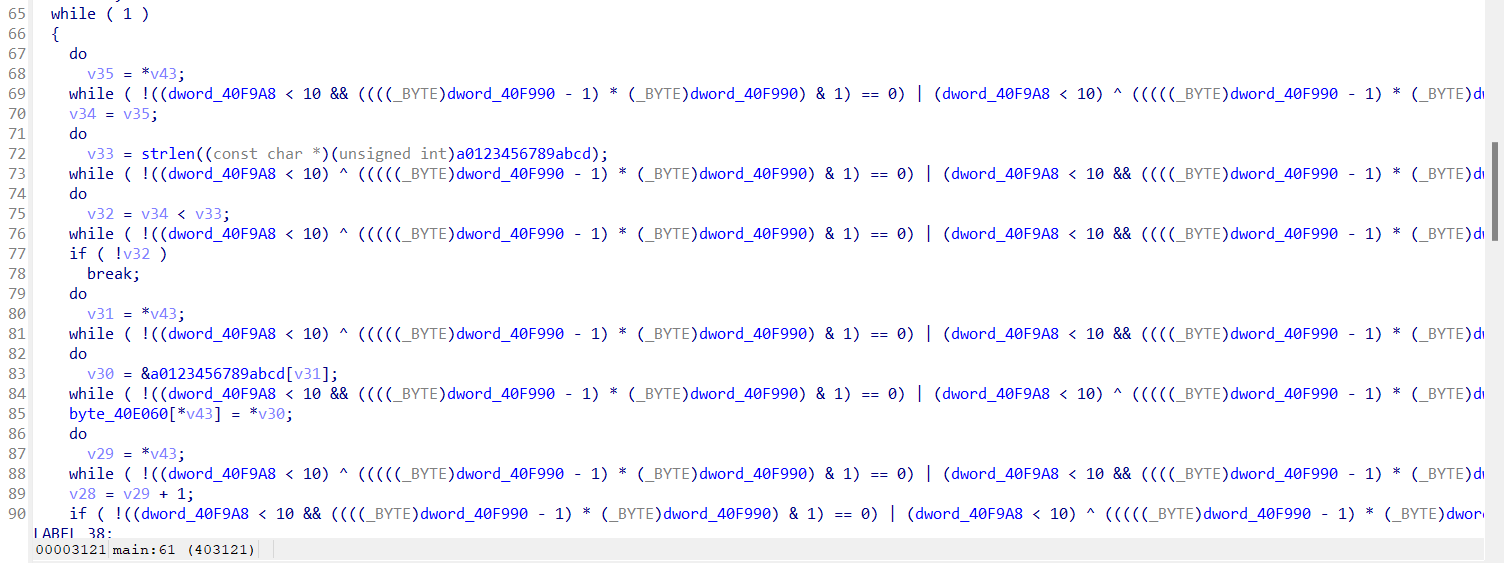 65 while ( 1 )
66 {
67 do
68 v35 = *v43;
69 while ( !((dword_40F9A8 < 10 && ((((_BYTE)dword_40F990 - 1) * (_BYTE)dword_40F990) & 1) == 0) | (dword_40F9A8 < 10) ^ (((((_BYTE)dword_40F990 - 1) * (_BYTE)d
70 v34 = v35;
71 do
72 v33 = strlen((const char *)(unsigned int)a0123456789abcd);
73 while ( !((dword_40F9A8 < 10) ^ (((((_BYTE)dword_40F990 - 1) * (_BYTE)dword_40F990) & 1) == 0) | (dword_40F9A8 < 10 && ((((_BYTE)dword_40F990 - 1) * (_BYTE)d
74 do
75 v32 = v34 < v33;
76 while ( !((dword_40F9A8 < 10) ^ (((((_BYTE)dword_40F990 - 1) * (_BYTE)dword_40F990) & 1) == 0) | (dword_40F9A8 < 10 && ((((_BYTE)dword_40F990 - 1) * (_BYTE)d
77 if ( !v32 )
78 break;
79 do
80 v31 = *v43;
81 while ( !((dword_40F9A8 < 10) ^ (((((_BYTE)dword_40F990 - 1) * (_BYTE)dword_40F990) & 1) == 0) | (dword_40F9A8 < 10 && ((((_BYTE)dword_40F990 - 1) * (_BYTE)d
82 do
83 v30 = &a0123456789abcd[v31];
84 while ( !((dword_40F9A8 < 10 && ((((_BYTE)dword_40F990 - 1) * (_BYTE)dword_40F990) & 1) == 0) | (dword_40F9A8 < 10) ^ (((((_BYTE)dword_40F990 - 1) * (_BYTE)d
85 byte_40E060[*v43] = *v30;
86 do
87 v29 = *v43;
88 while ( !((dword_40F9A8 < 10) ^ (((((_BYTE)dword_40F990 - 1) * (_BYTE)dword_40F990) & 1) == 0) | (dword_40F9A8 < 10 && ((((_BYTE)dword_40F990 - 1) * (_BYTE)d
89 v28 = v29 + 1;
90 if ( !((dword_40F9A8 < 10 && ((((_BYTE)dword_40F990 - 1) * (_BYTE)dword_40F990) & 1) == 0) | (dword_40F9A8 < 10) ^ (((((_BYTE)dword_40F990 - 1) * (_BYTE)dwor
LABEL_38:
00003121 main:61 (403121)